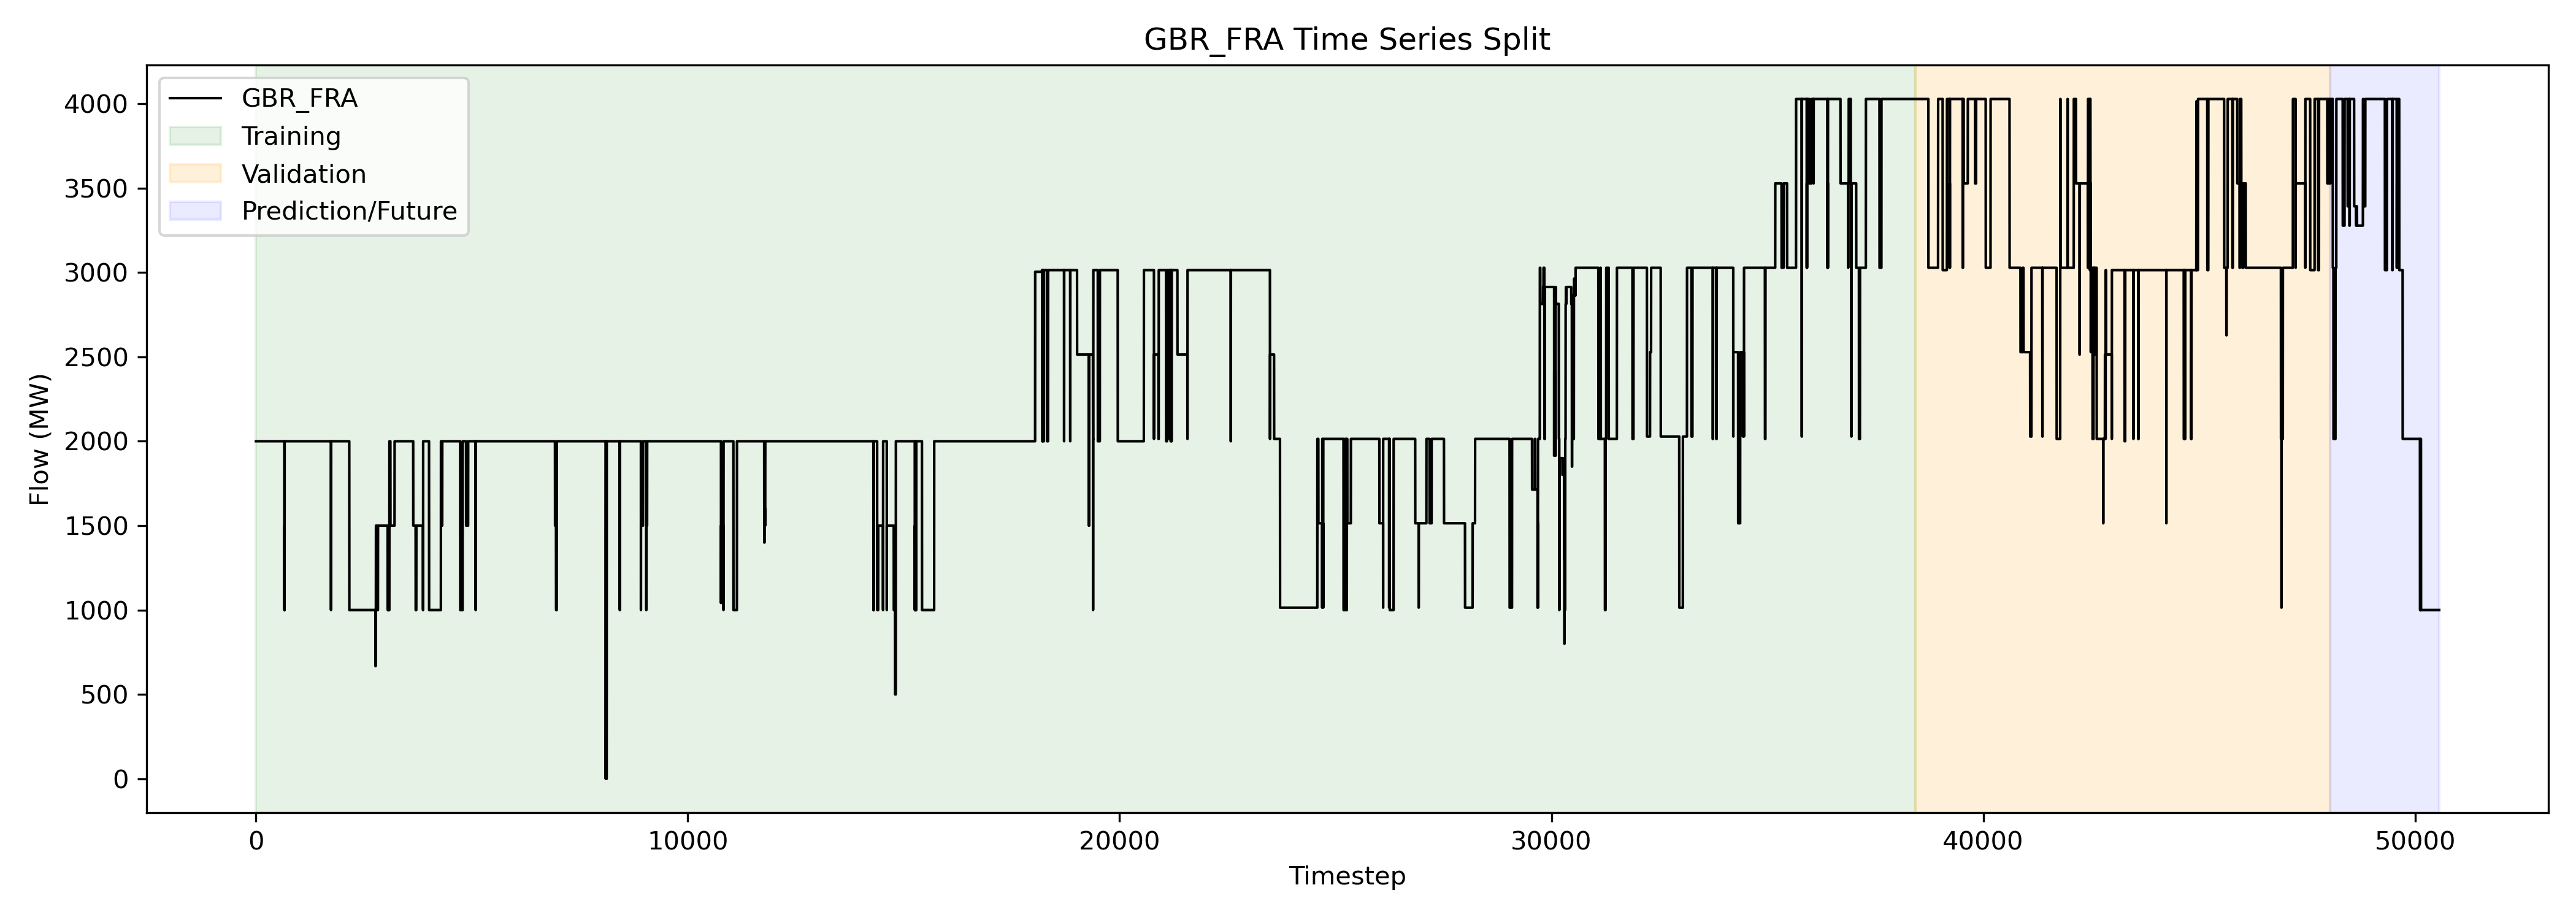 GBR_FRA Time Series Split
GBR_FRA
Training
Validation
Prediction/Future
Flow (MW)
4000
3500
3000
2500
2000
1500
1000
500
0
0 10000 20000 30000 40000 50000
Timestep